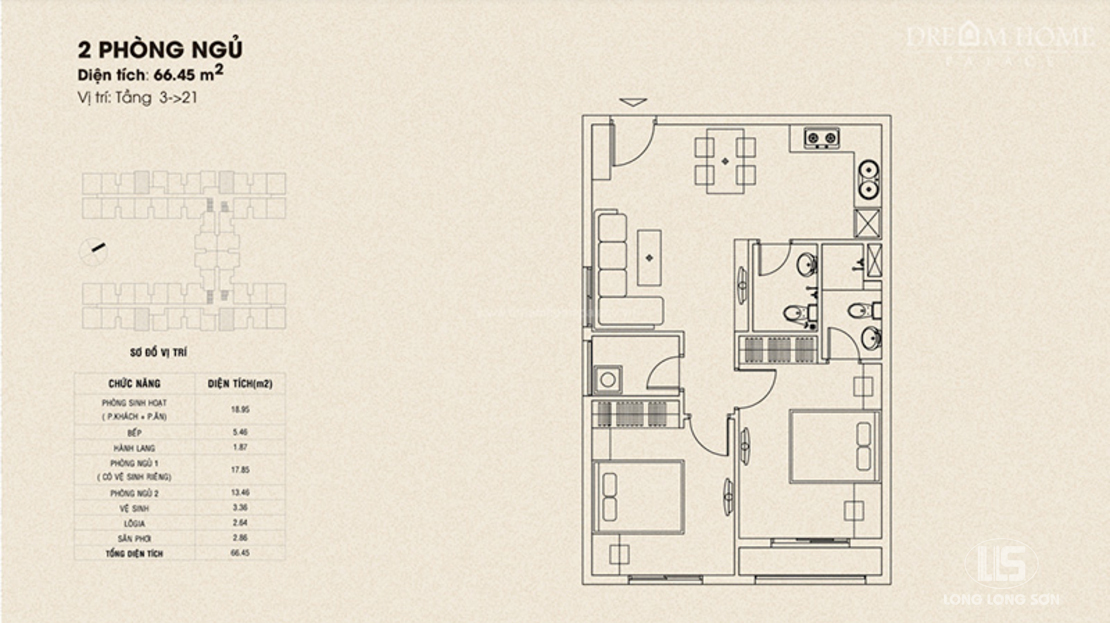 2 PHÒNG NGỦ
Diện tích: 66.45 m2
Vị trí: Tầng 3->21
DREAM HOME
PALACE
SƠ ĐỒ VỊ TRÍ
CHỨC NĂNG DIỆN TÍCH(m2)
PHÒNG SINH HOẠT
( P.KHÁCH + P.ĂN) 18.95
BẾP 5.46
HÀNH LANG 1.87
PHÒNG NGỦ 1
( CÓ VỆ SINH RIÊNG) 17.85
PHÒNG NGỦ 2 13.46
VỆ SINH 3.36
LÔGIA 2.64
SÂN PHƠI 2.86
TỔNG DIỆN TÍCH 66.45
LLS
LONG LONG SƠN